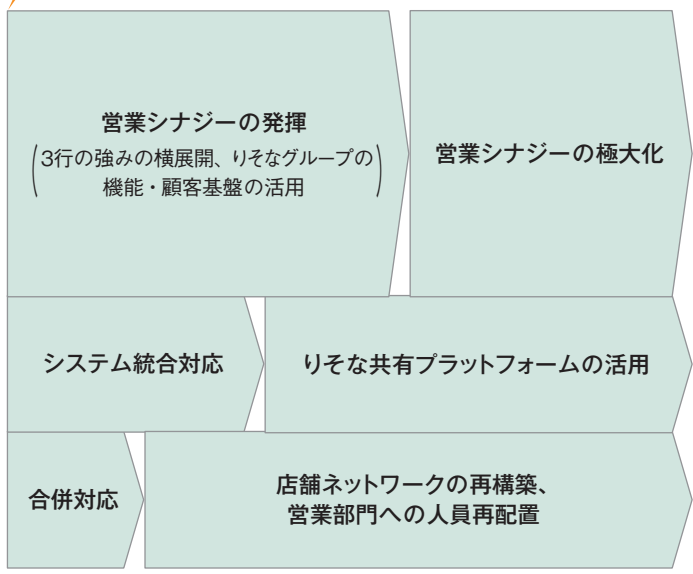 営業シナジーの発揮
(3行の強みの横展開、りそなグループの
機能・顧客基盤の活用)
営業シナジーの極大化
システム統合対応
りそな共有プラットフォームの活用
合併対応
店舗ネットワークの再構築、
営業部門への人員再配置